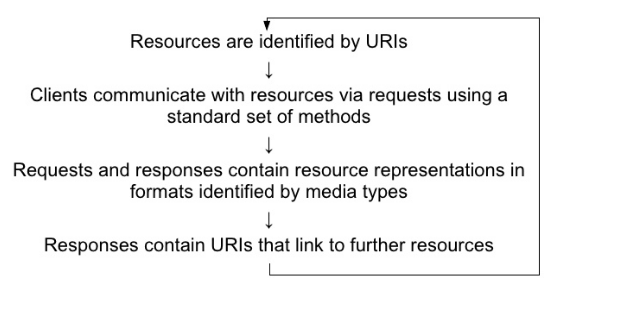 Resources are identified by URIs
↓
Clients communicate with resources via requests using a
standard set of methods
↓
Requests and responses contain resource representations in
formats identified by media types
↓
Responses contain URIs that link to further resources